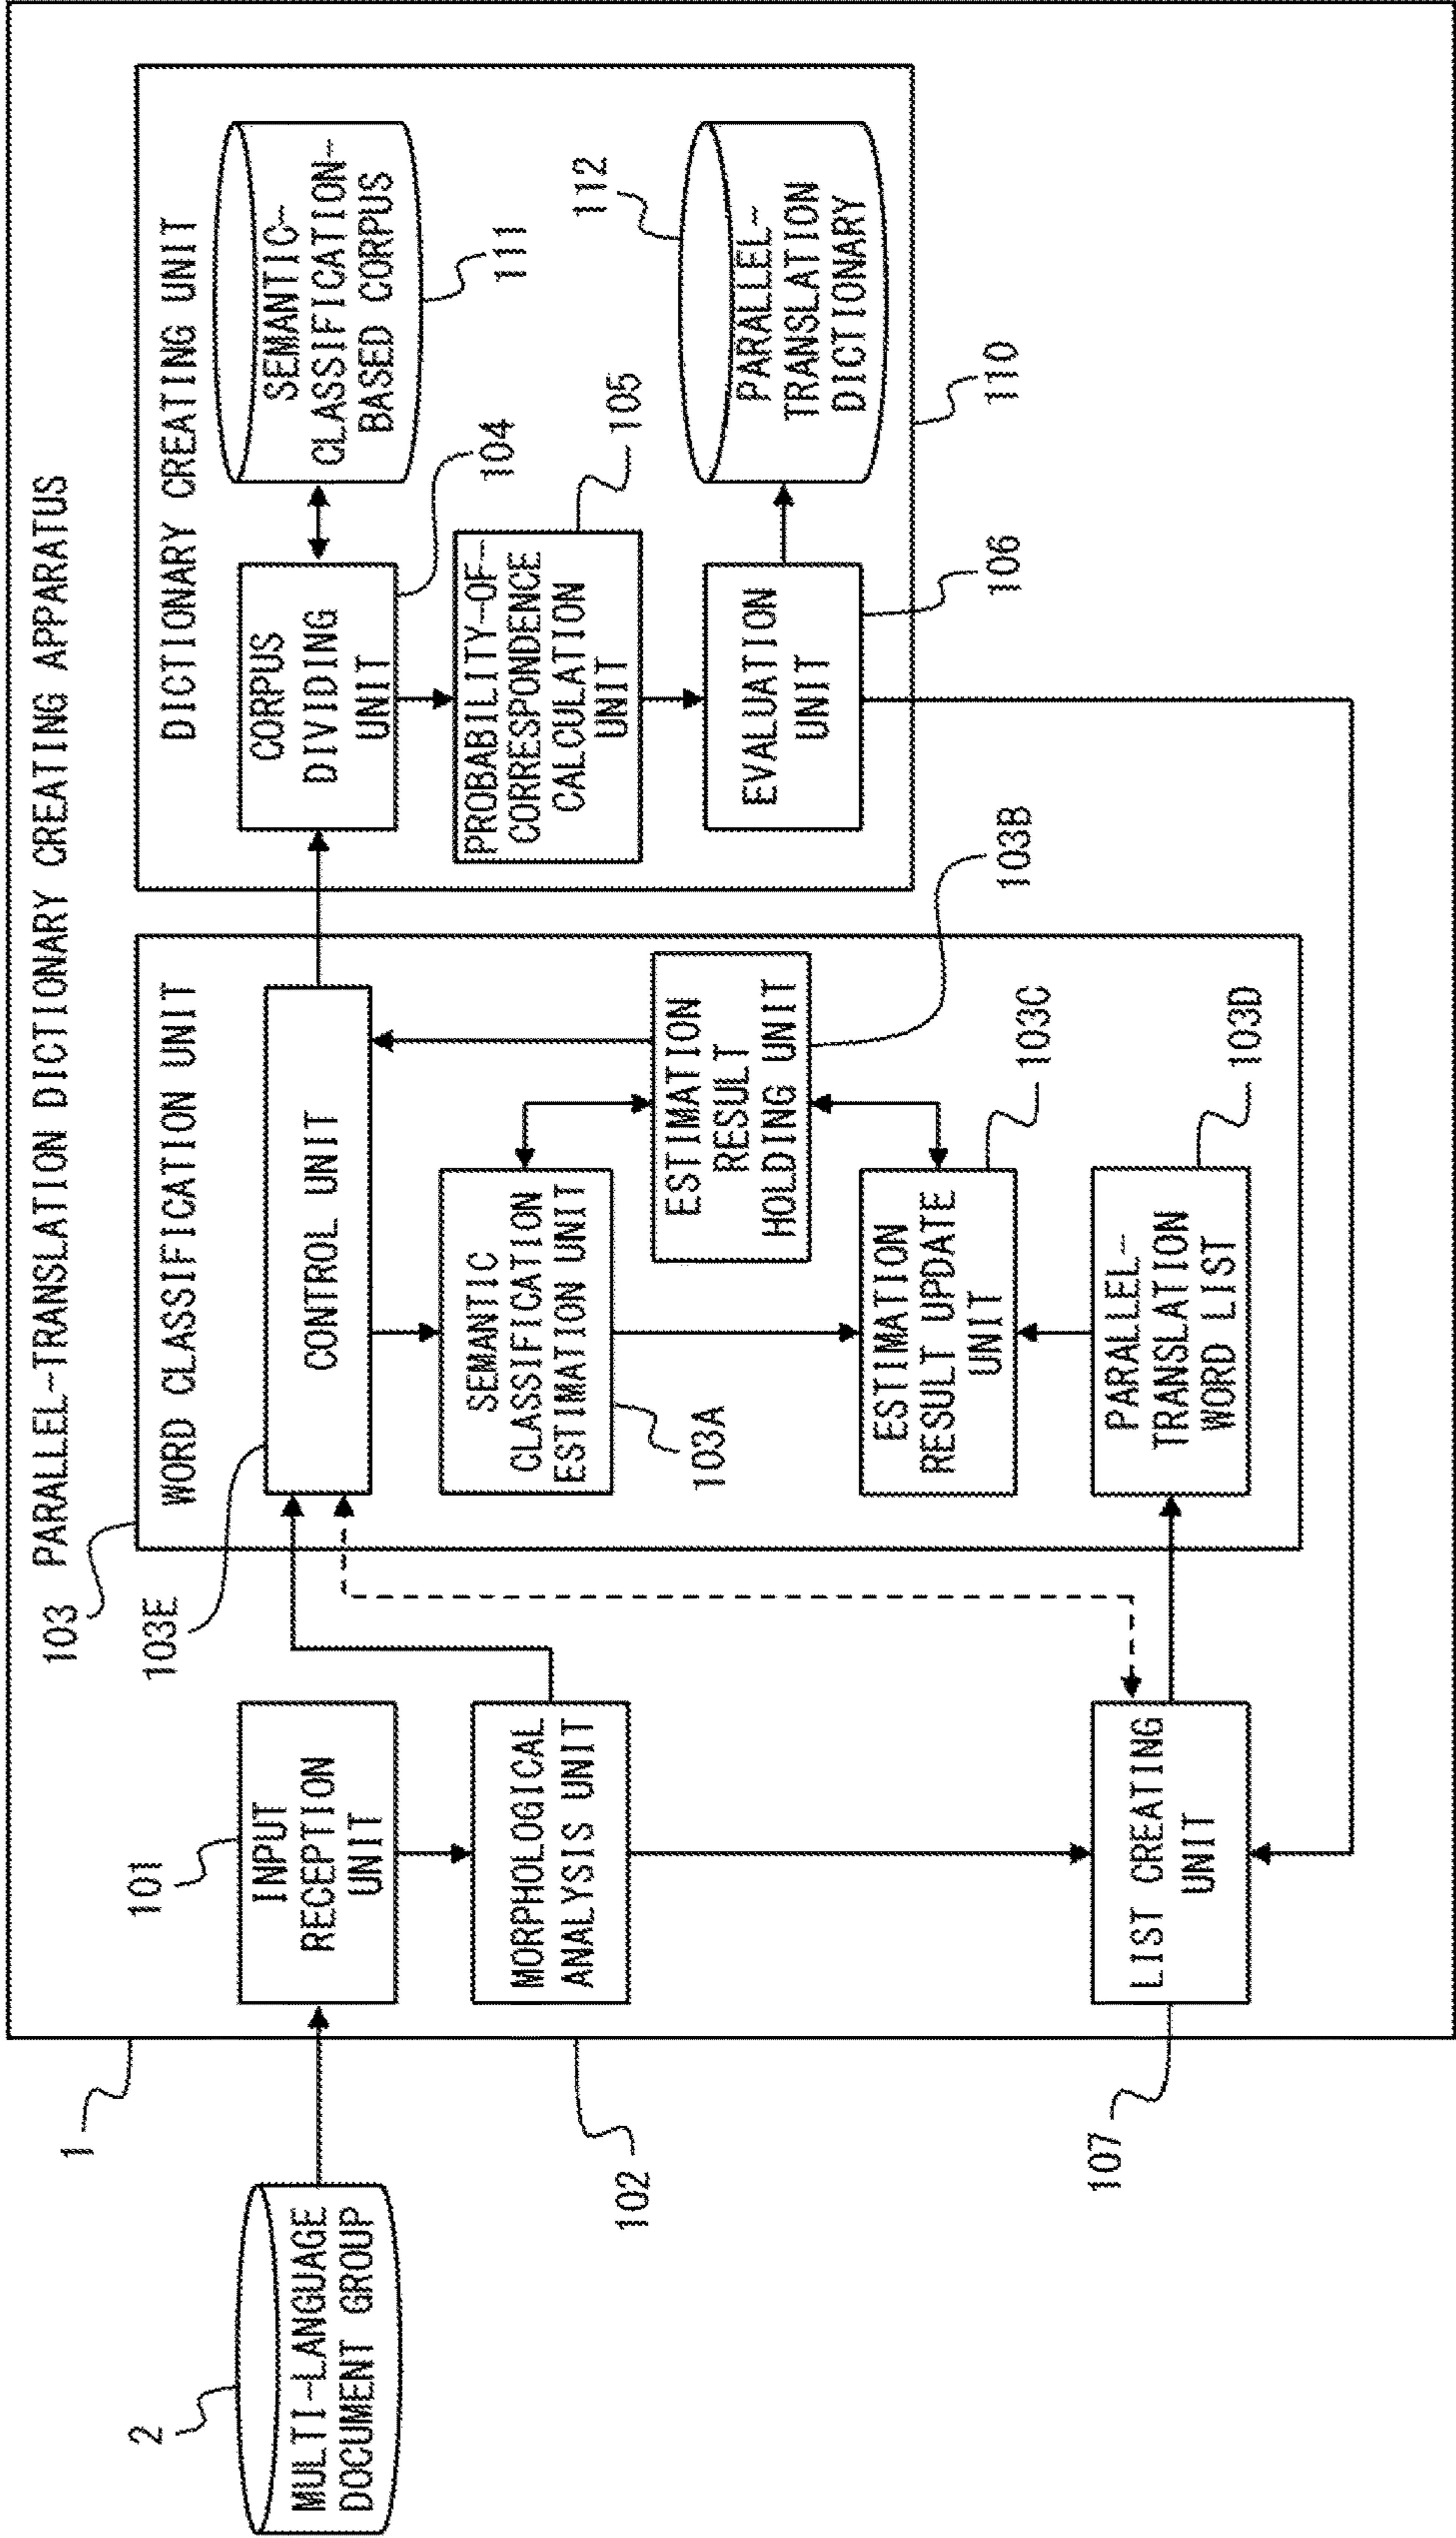 PARALLEL-TRANSLATION DICTIONARY CREATING APPARATUS
1
2
MULTI-LANGUAGE
DOCUMENT GROUP
101
INPUT
RECEPTION
UNIT
102
MORPHOLOGICAL
ANALYSIS UNIT
107
LIST CREATING
UNIT
103
WORD CLASSIFICATION UNIT
103E
CONTROL UNIT
SEMANTIC
CLASSIFICATION
ESTIMATION UNIT
103A
ESTIMATION
RESULT
HOLDING UNIT
103B
ESTIMATION
RESULT UPDATE
UNIT
103C
PARALLEL-
TRANSLATION
WORD LIST
103D
DICTIONARY CREATING UNIT
CORPUS
DIVIDING
UNIT
104
SEMANTIC-
CLASSIFICATION-
BASED CORPUS
111
PROBABILITY-OF-
CORRESPONDENCE
CALCULATION
UNIT
105
EVALUATION
UNIT
106
112
PARALLEL-
TRANSLATION
DICTIONARY
110